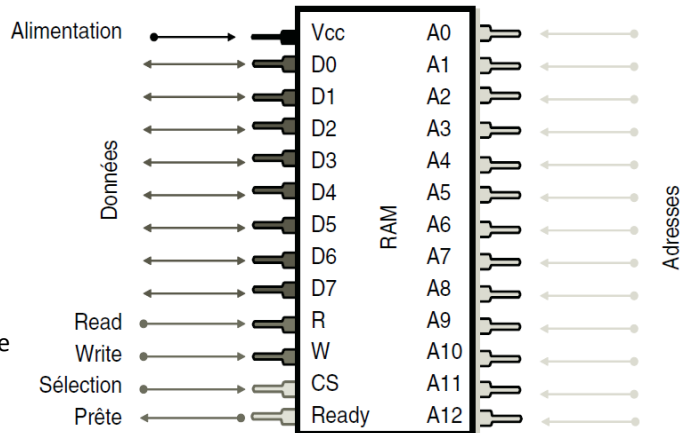 Alimentation Vcc A0
D0 A1
D1 A2
D2 A3
D3 A4
Données D4 A5
D5 RAM A6 Adresses
D6 A7
D7 A8
Read R A9
e
Write W A10
Sélection CS A11
Prête Ready A12